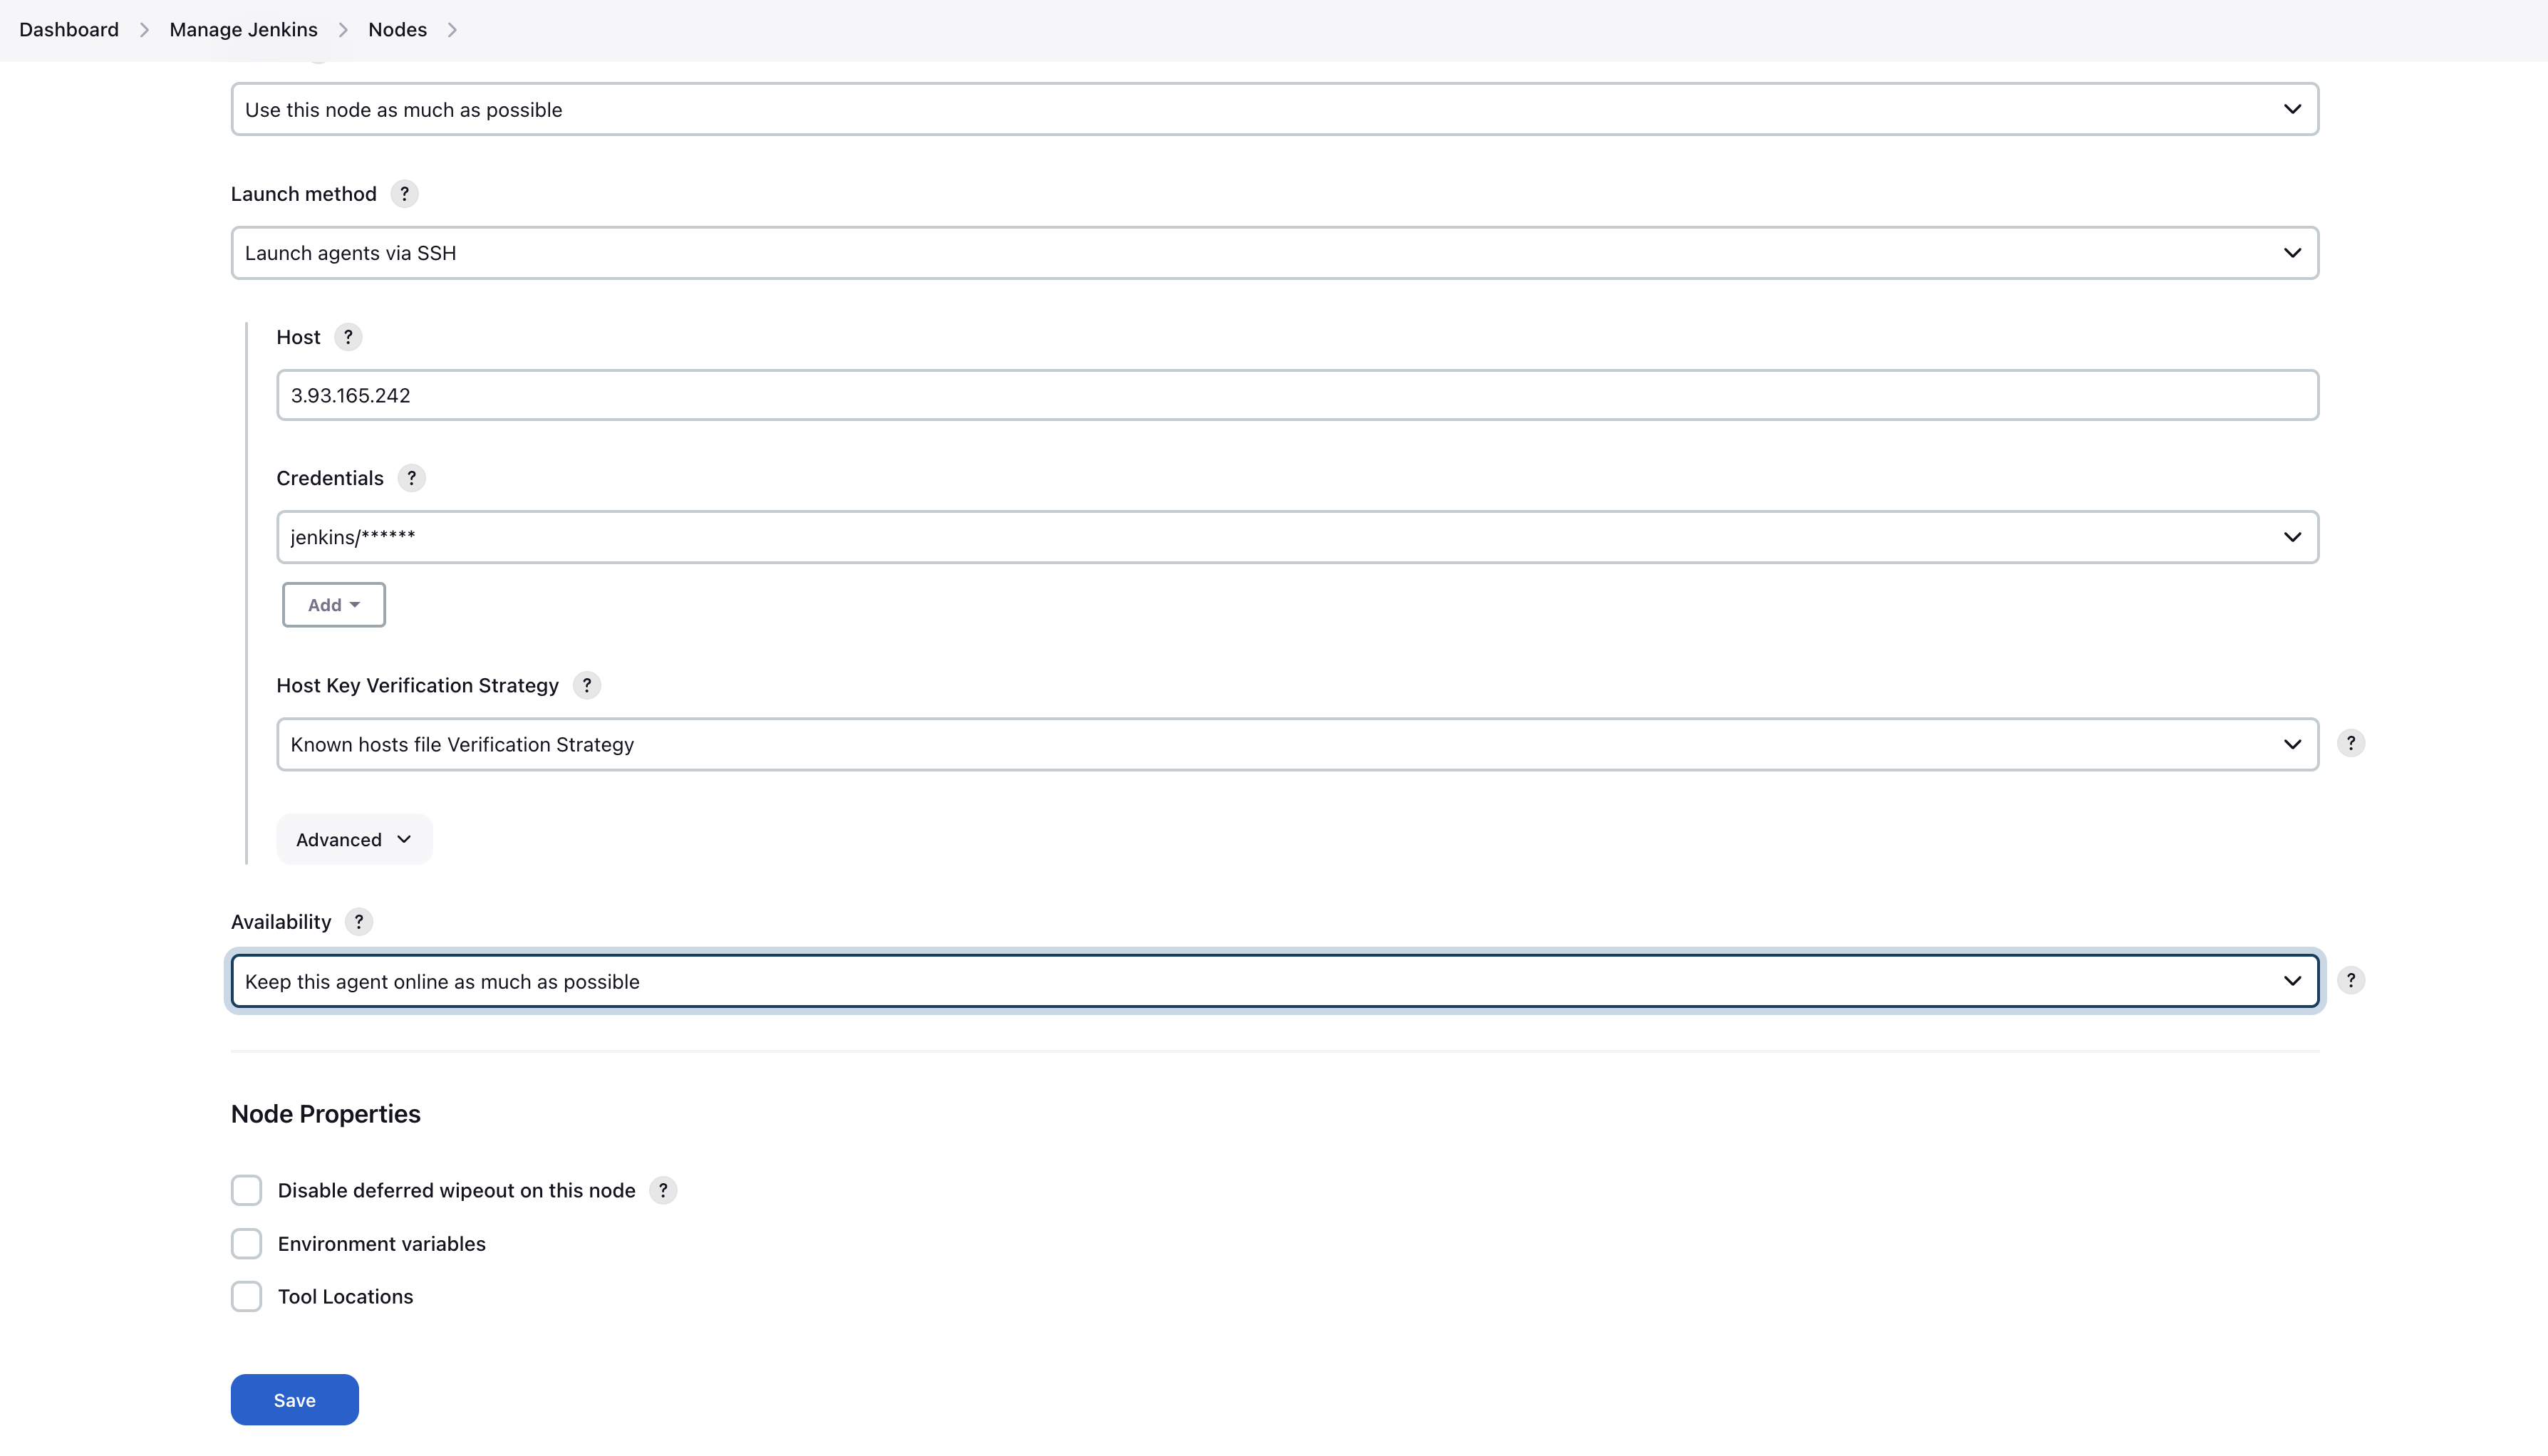 Dashboard > Manage Jenkins > Nodes >
Use this node as much as possible
Launch method ?
Launch agents via SSH
Host ?
3.93.165.242
Credentials ?
jenkins/******
Add
Host Key Verification Strategy ?
Known hosts file Verification Strategy ?
Advanced
Availability ?
Keep this agent online as much as possible ?
Node Properties
Disable deferred wipeout on this node ?
Environment variables
Tool Locations
Save